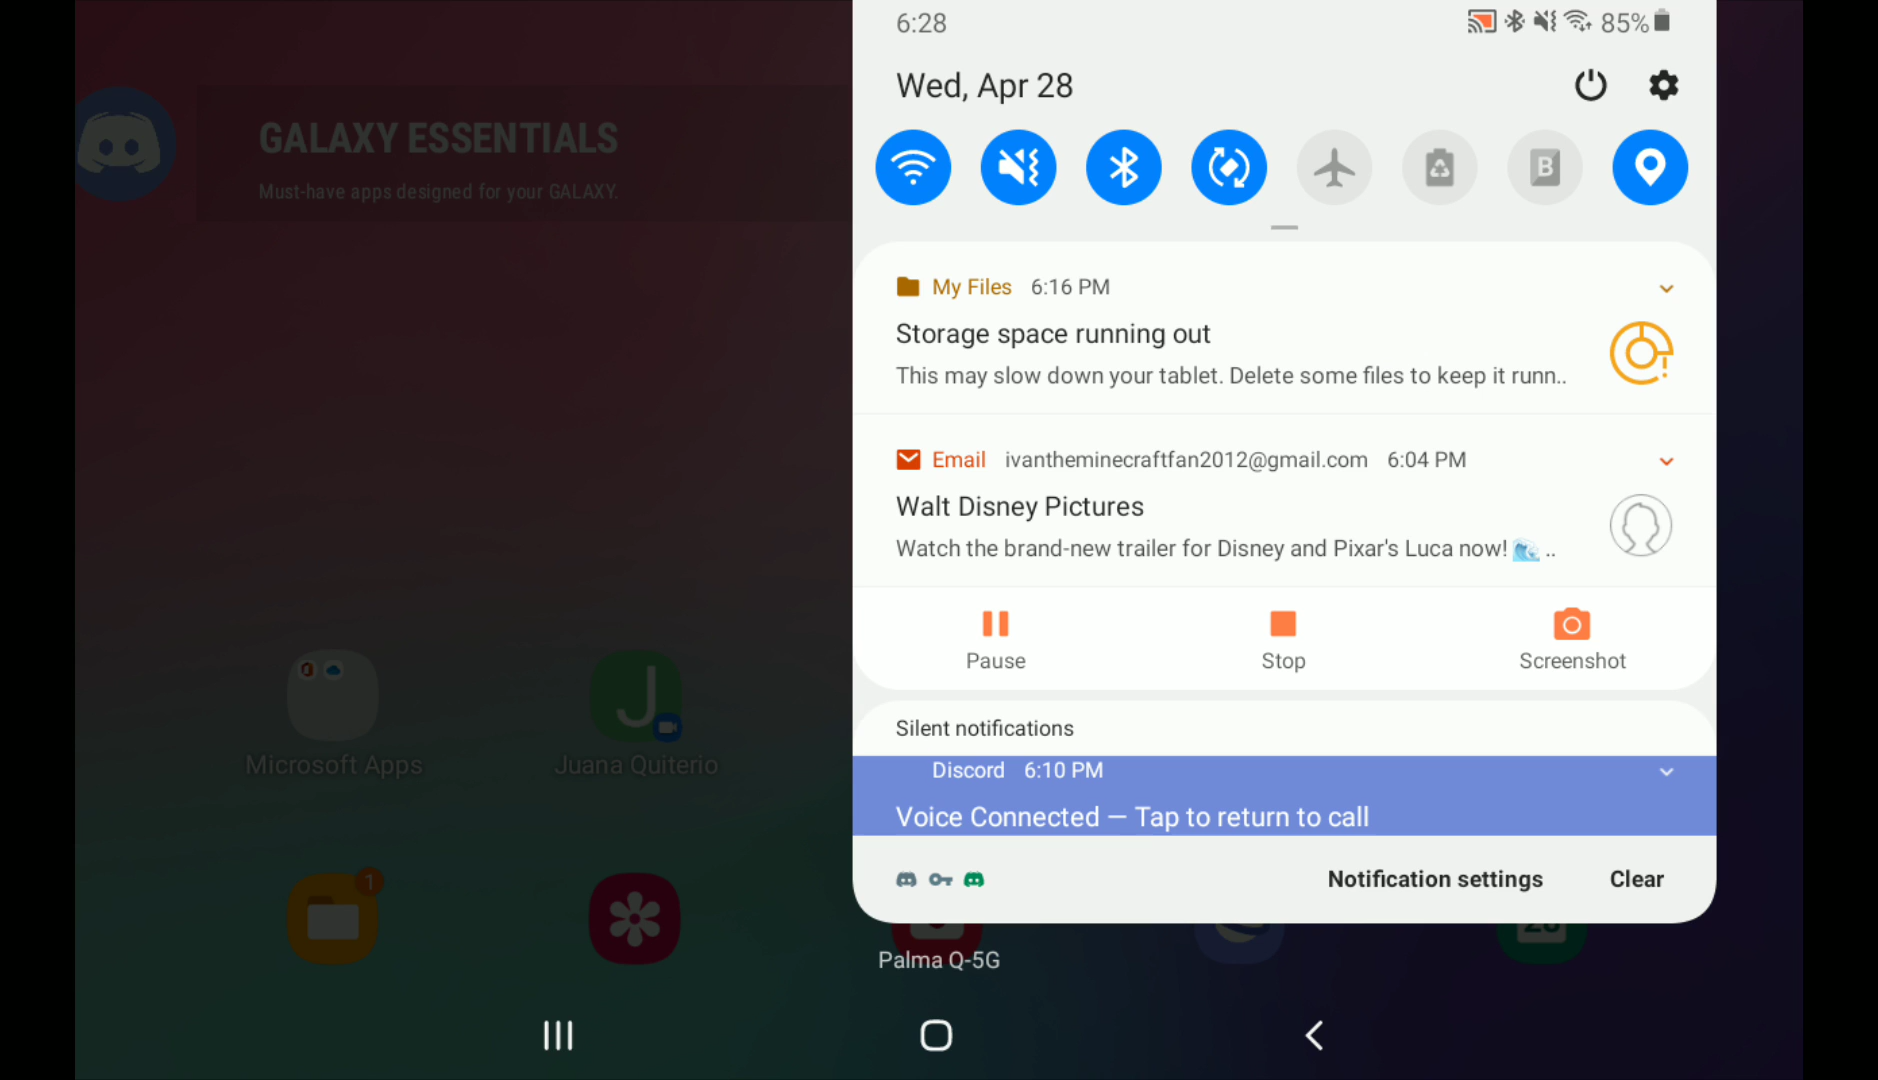 6:28
85%
Wed, Apr 28
GALAXY ESSENTIALS
Must-have apps designed for your GALAXY.
B
My Files 6:16 PM
Storage space running out
This may slow down your tablet. Delete some files to keep it runn..
Email ivantheminecraftfan2012@gmail.com 6:04 PM
Walt Disney Pictures
Watch the brand-new trailer for Disney and Pixar's Luca now! 🌊 ..
Pause Stop Screenshot
Silent notifications
Discord 6:10 PM
Voice Connected — Tap to return to call
Notification settings Clear
J
Microsoft Apps
Juana Quiterio
1
28
Palma Q-5G